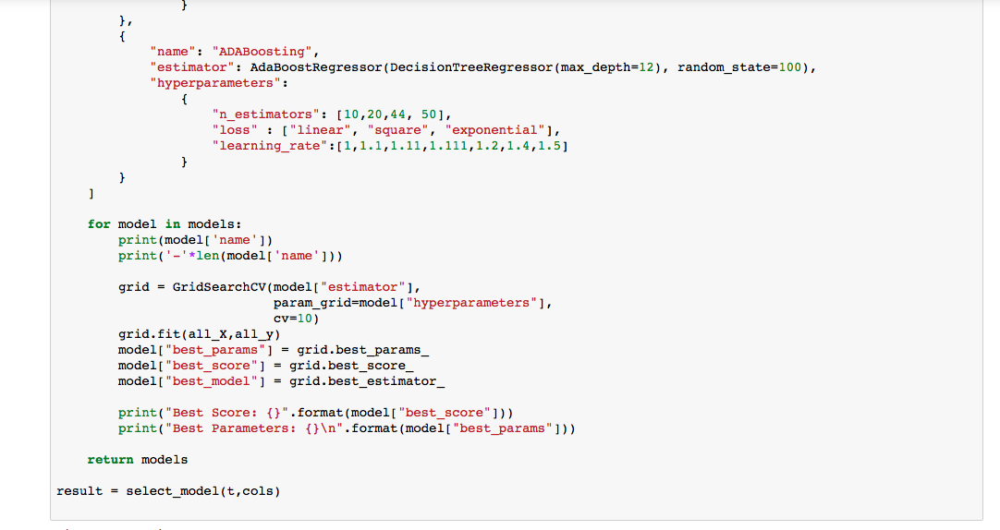 }
},
{
"name": "ADABoosting",
"estimator": AdaBoostRegressor(DecisionTreeRegressor(max_depth=12), random_state=100),
"hyperparameters":
{
"n_estimators": [10,20,44, 50],
"loss" : ["linear", "square", "exponential"],
"learning_rate":[1,1.1,1.11,1.111,1.2,1.4,1.5]
}
}
]
for model in models:
print(model['name'])
print('-'*len(model['name']))
grid = GridSearchCV(model["estimator"],
param_grid=model["hyperparameters"],
cv=10)
grid.fit(all_X,all_y)
model["best_params"] = grid.best_params_
model["best_score"] = grid.best_score_
model["best_model"] = grid.best_estimator_
print("Best Score: {}".format(model["best_score"]))
print("Best Parameters: {}\n".format(model["best_params"]))
return models
result = select_model(t,cols)